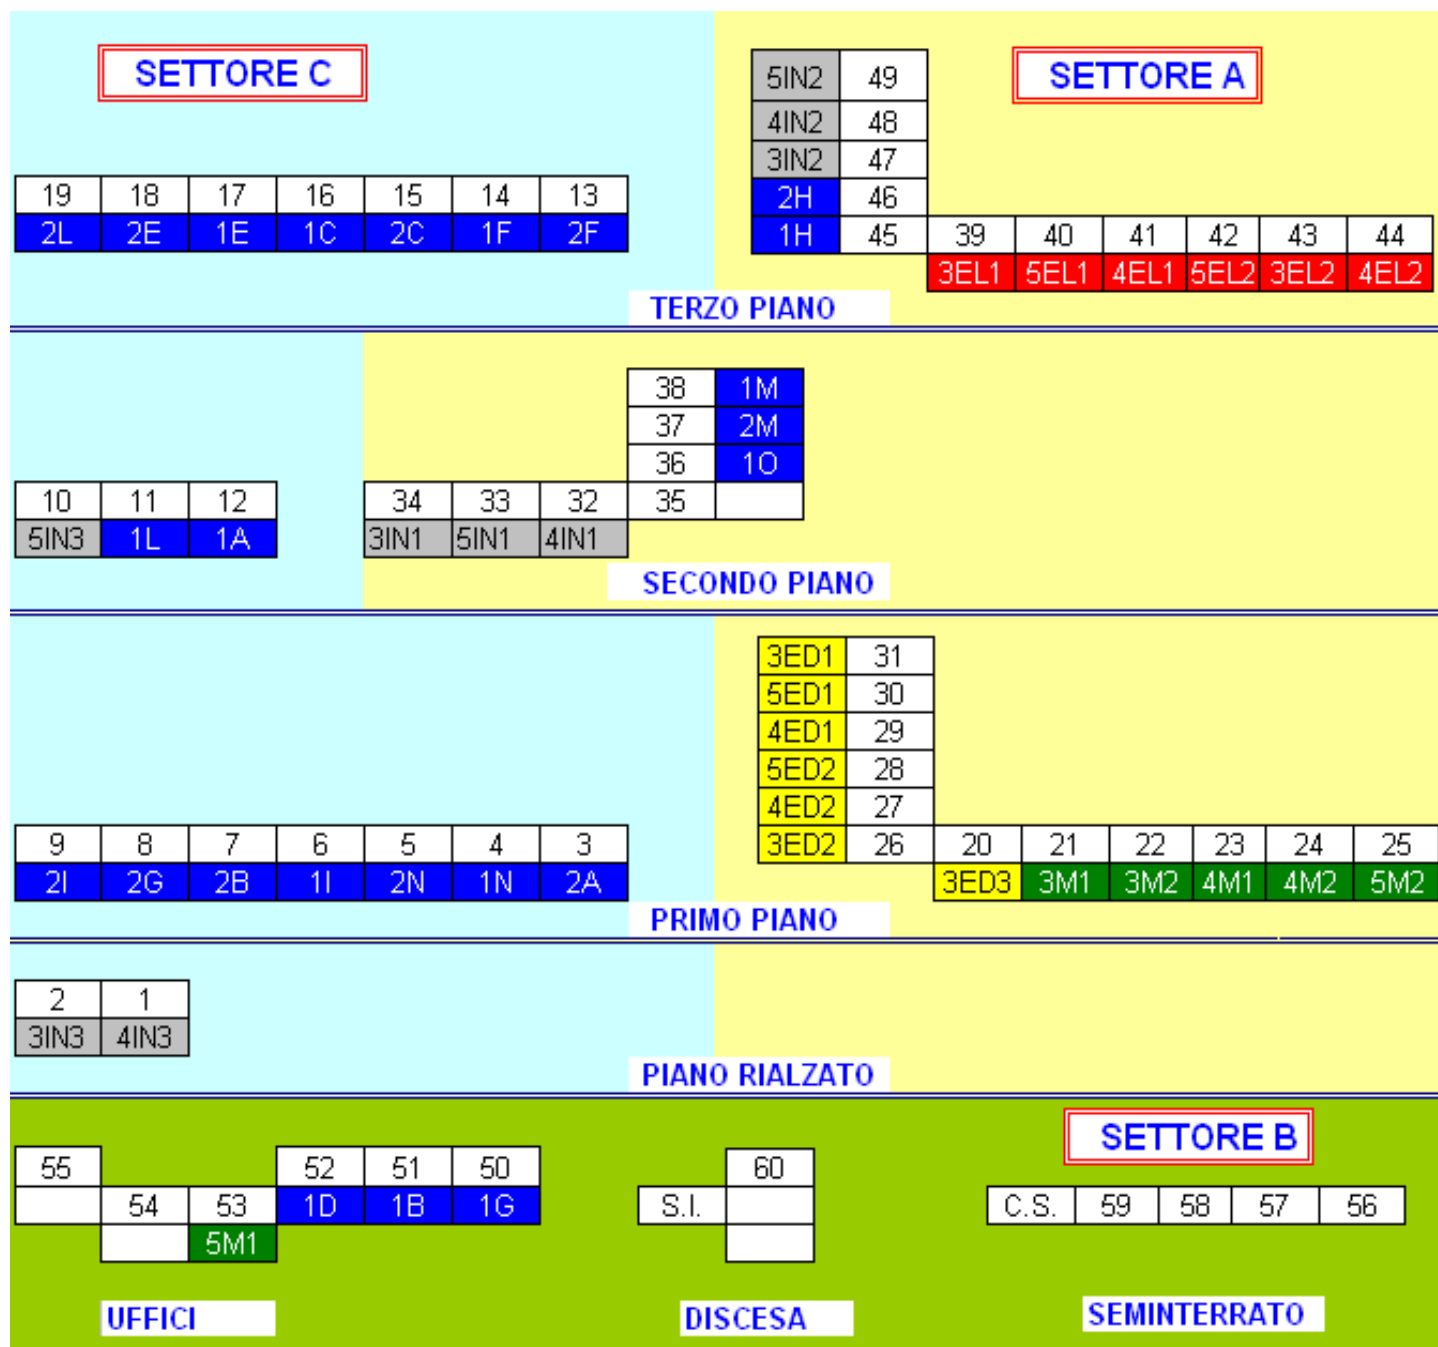 SETTORE C
SETTORE A
5IN2 49
4IN2 48
3IN2 47
2H 46
1H 45
19 18 17 16 15 14 13
2L 2E 1E 1C 2C 1F 2F
39 40 41 42 43 44
3EL1 5EL1 4EL1 5EL2 3EL2 4EL2
TERZO PIANO
38 1M
37 2M
36 1O
35
10 11 12
5IN3 1L 1A
34 33 32
3IN1 5IN1 4IN1
SECONDO PIANO
3ED1 31
5ED1 30
4ED1 29
5ED2 28
4ED2 27
3ED2 26
9 8 7 6 5 4 3
2I 2G 2B 1I 2N 1N 2A
20 21 22 23 24 25
3ED3 3M1 3M2 4M1 4M2 5M2
PRIMO PIANO
2 1
3IN3 4IN3
PIANO RIALZATO
SETTORE B
55 52 51 50
54 53 1D 1B 1G
5M1
60
S.I.
C.S. 59 58 57 56
UFFICI
DISCESA
SEMINTERRATO